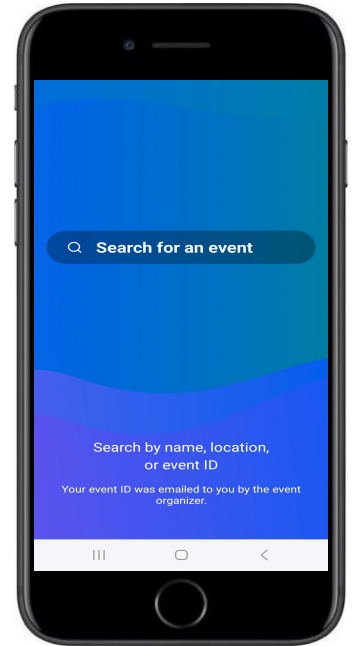 Search for an event
Search by name, location,
or event ID
Your event ID was emailed to you by the event
organizer.